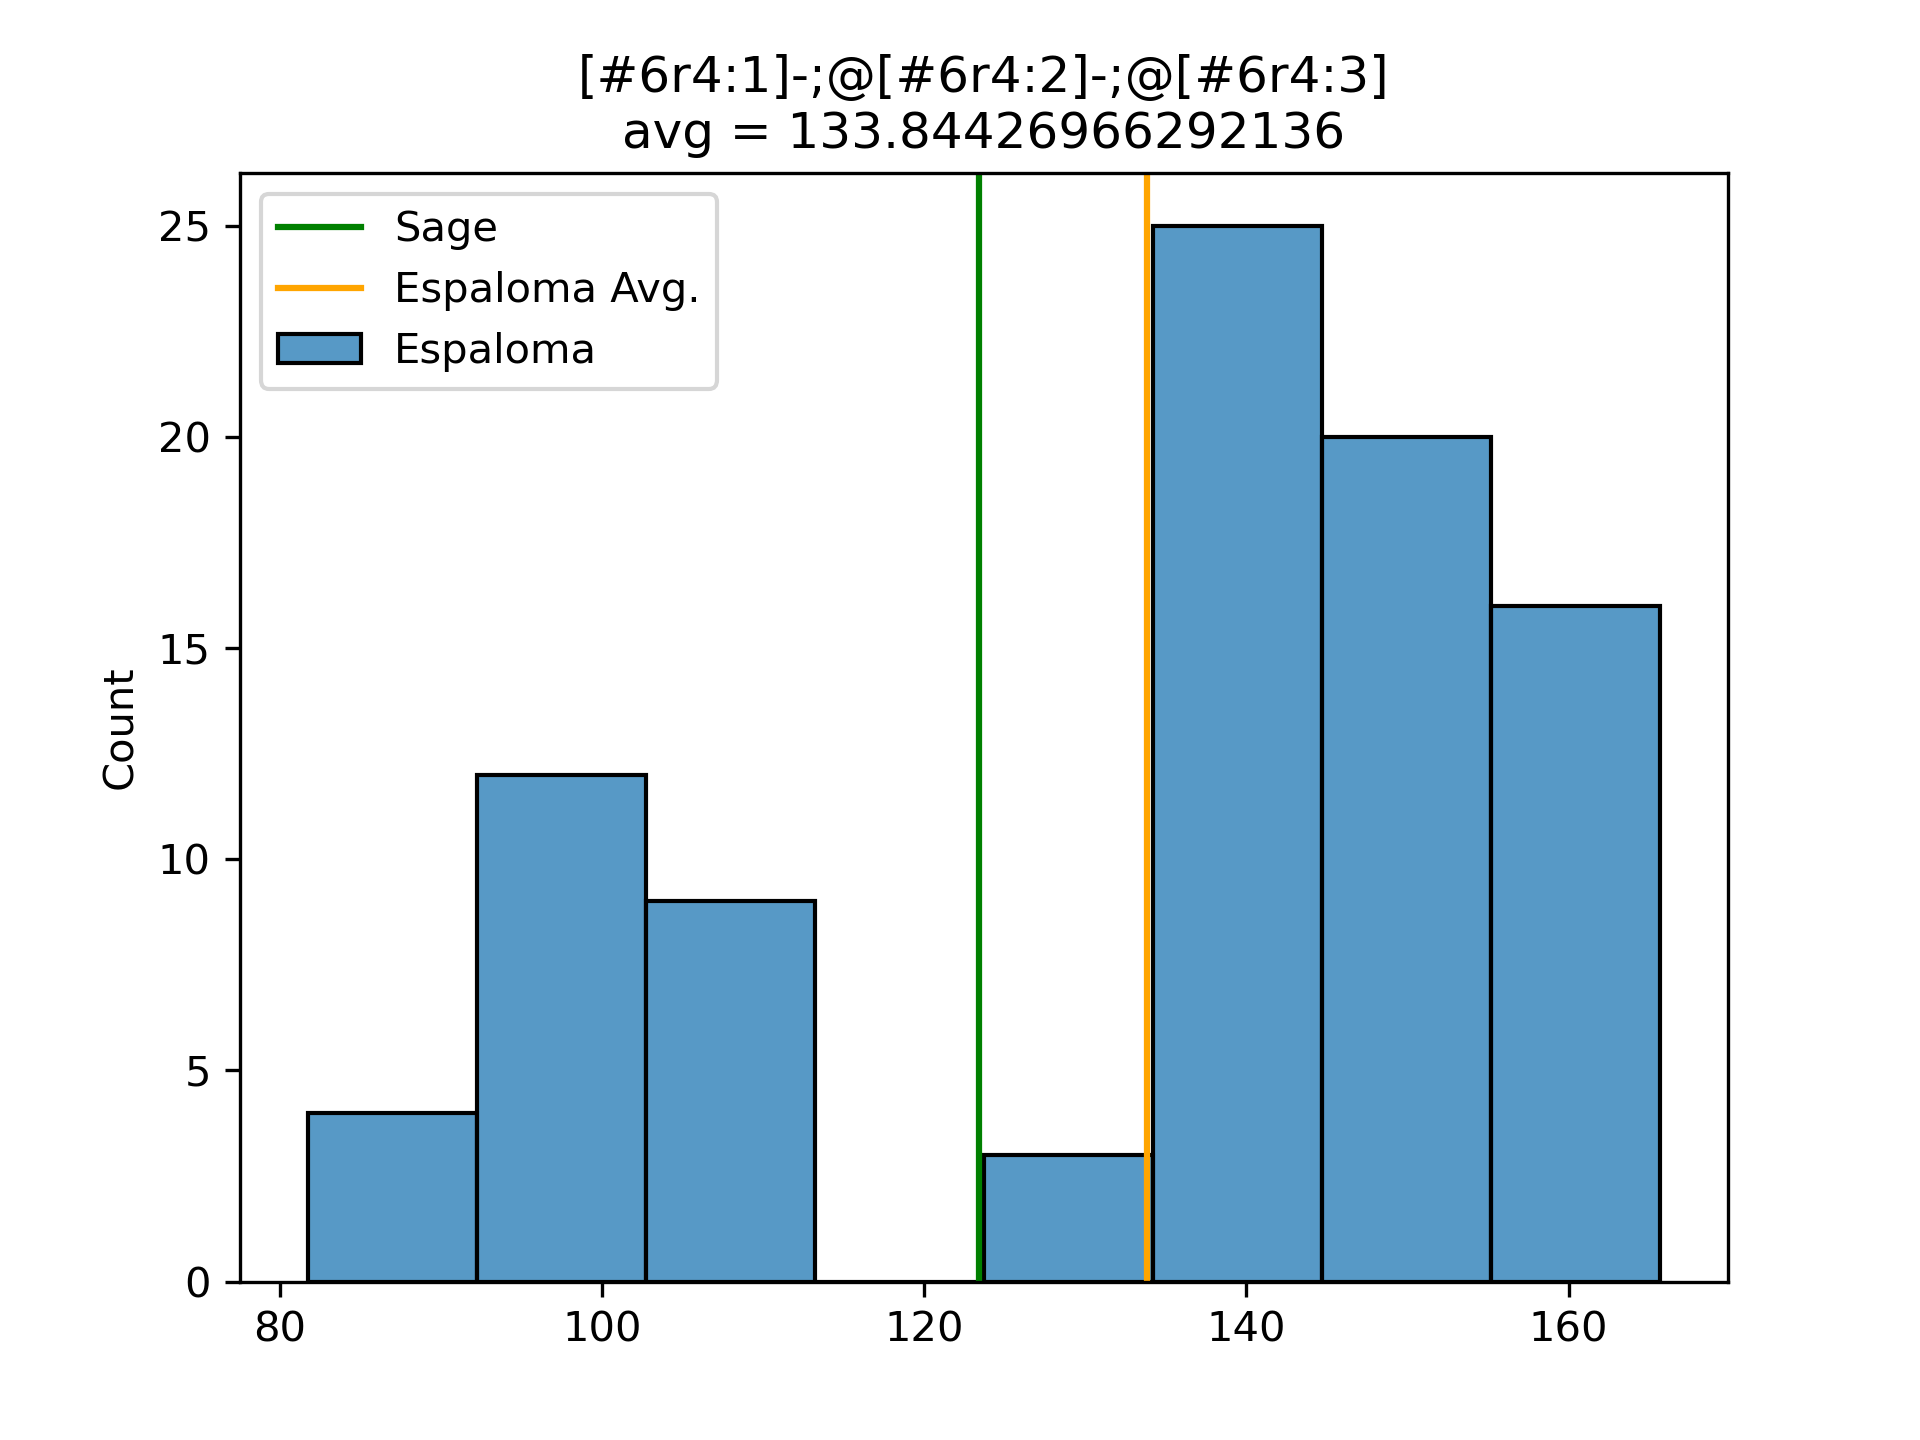 [#6r4:1]-;@[#6r4:2]-;@[#6r4:3]
avg = 133.84426966292136
Sage
Espaloma Avg.
Espaloma
25
20
15
10
5
0
Count
80 100 120 140 160